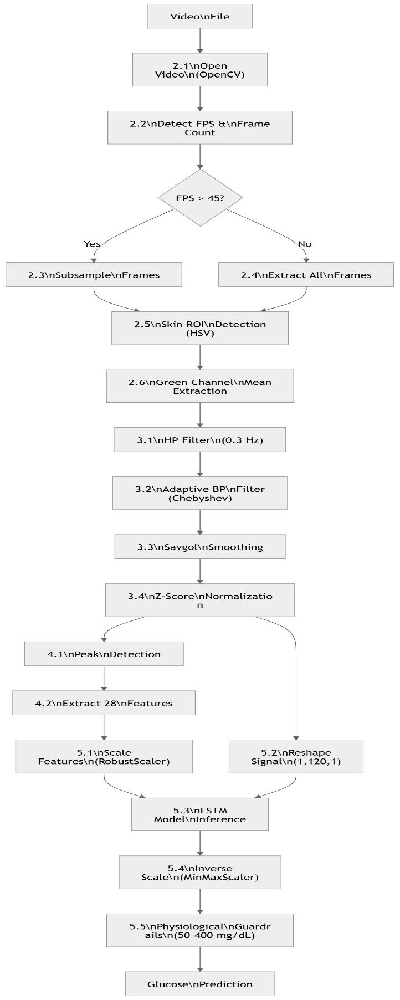 Video\nFile
2.1\nOpen
Video\n(OpenCV)
2.2\nDetect FPS &\nFrame
Count
FPS > 45?
Yes
No
2.3\nSubsample\nFrames
2.4\nExtract All\nFrames
2.5\nSkin ROI\nDetection
(HSV)
2.6\nGreen Channel\nMean
Extraction
3.1\nHP Filter\n(0.3 Hz)
3.2\nAdaptive BP\nFilter
(Chebyshev)
3.3\nSavgol\nSmoothing
3.4\nZ-Score\nNormalizatio
n
4.1\nPeak\nDetection
4.2\nExtract 28\nFeatures
5.1\nScale
Features\n(RobustScaler)
5.2\nReshape
Signal\n(1,120,1)
5.3\nLSTM
Model\nInference
5.4\nInverse
Scale\n(MinMaxScaler)
5.5\nPhysiological\nGuardr
ails\n(50-400 mg/dL)
Glucose\nPrediction